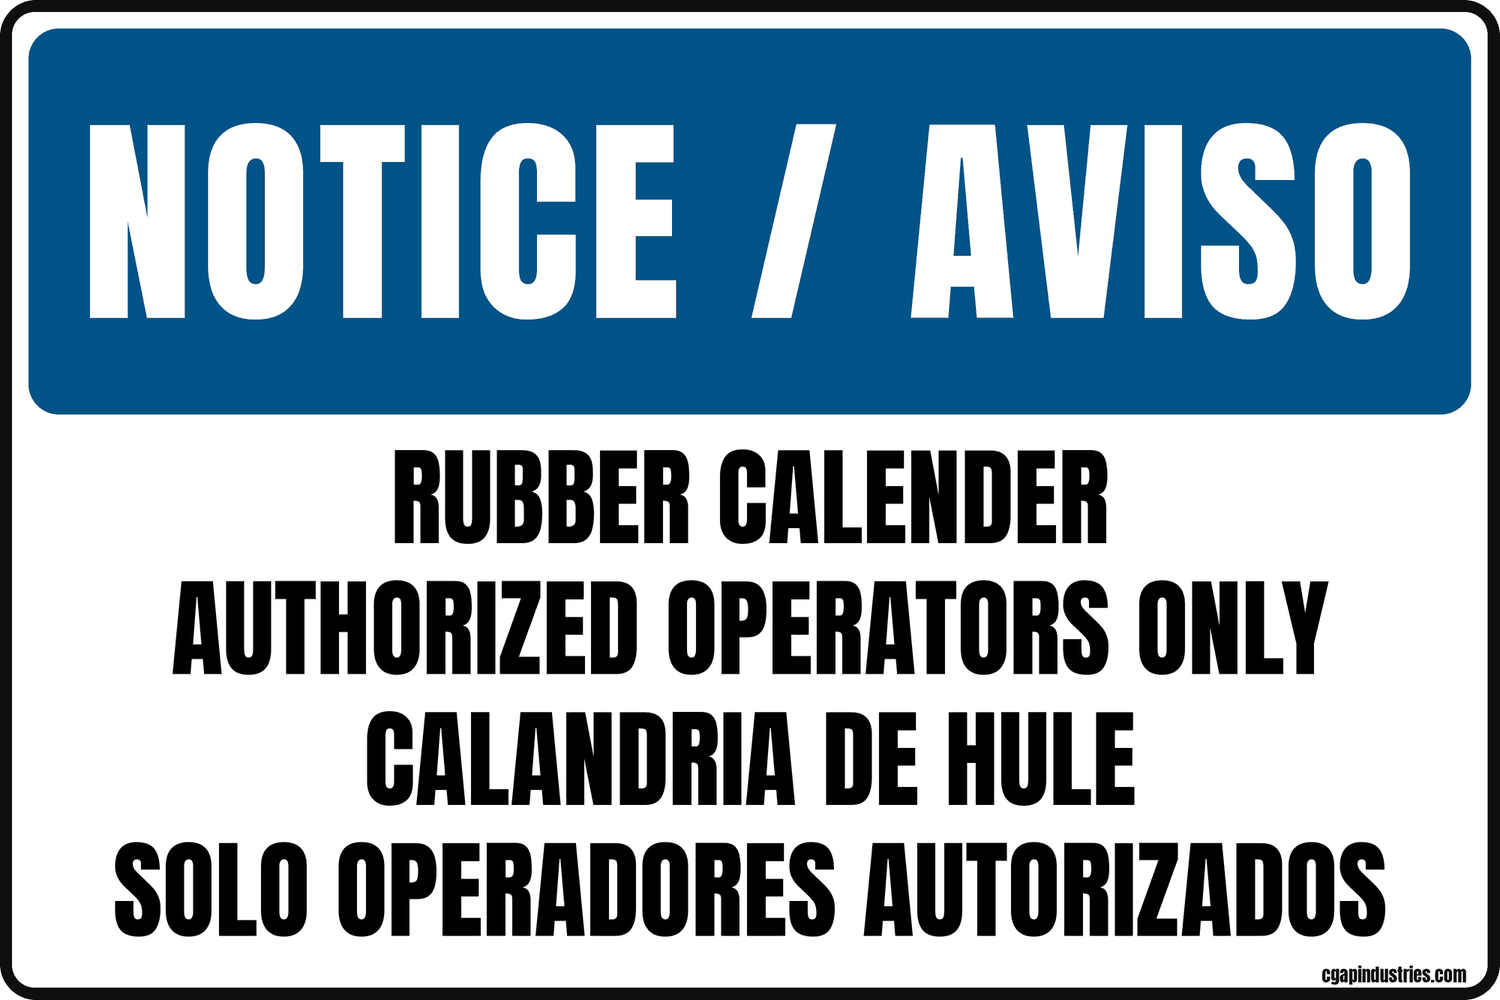 NOTICE / AVISO
RUBBER CALENDER
AUTHORIZED OPERATORS ONLY
CALANDRIA DE HULE
SOLO OPERADORES AUTORIZADOS
cgapindustries.com